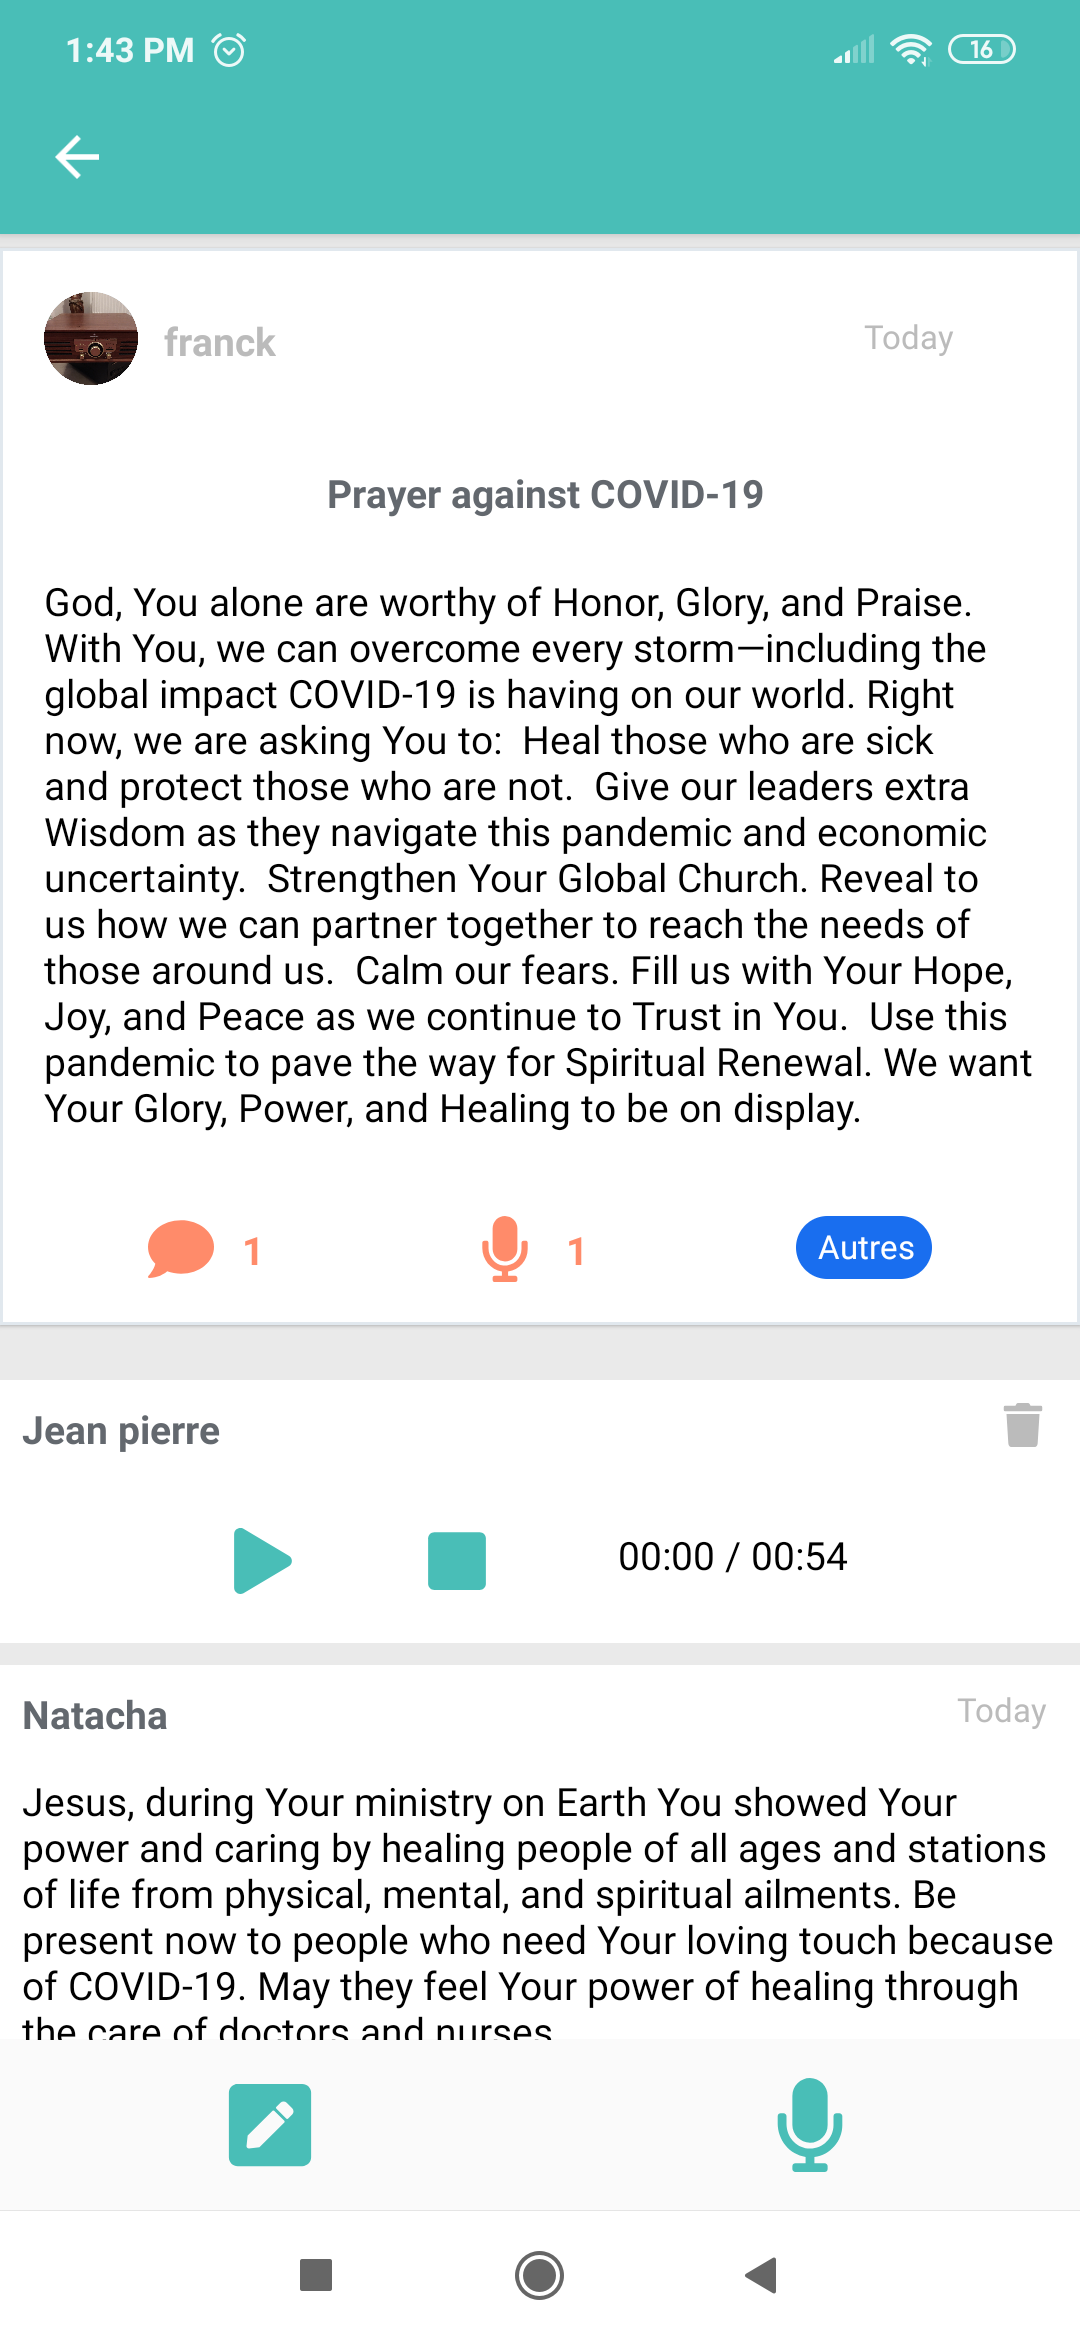 1:43 PM
16
franck
Today
Prayer against COVID-19
God, You alone are worthy of Honor, Glory, and Praise.
With You, we can overcome every storm—including the
global impact COVID-19 is having on our world. Right
now, we are asking You to:  Heal those who are sick
and protect those who are not.  Give our leaders extra
Wisdom as they navigate this pandemic and economic
uncertainty.  Strengthen Your Global Church. Reveal to
us how we can partner together to reach the needs of
those around us.  Calm our fears. Fill us with Your Hope,
Joy, and Peace as we continue to Trust in You.  Use this
pandemic to pave the way for Spiritual Renewal. We want
Your Glory, Power, and Healing to be on display.
1
1
Autres
Jean pierre
00:00 / 00:54
Natacha
Today
Jesus, during Your ministry on Earth You showed Your
power and caring by healing people of all ages and stations
of life from physical, mental, and spiritual ailments. Be
present now to people who need Your loving touch because
of COVID-19. May they feel Your power of healing through
the care of doctors and nurses